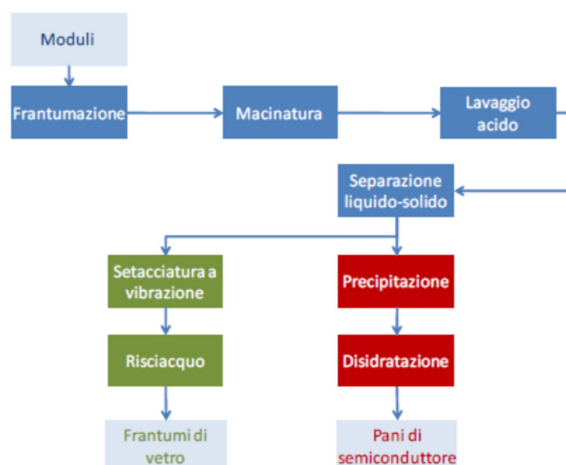 Moduli
Frantumazione
Macinatura
Lavaggio
acido
Separazione
liquido-solido
Setacciatura a
vibrazione
Precipitazione
Risciacquo
Disidratazione
Frantumi di
vetro
Pani di
semiconduttore